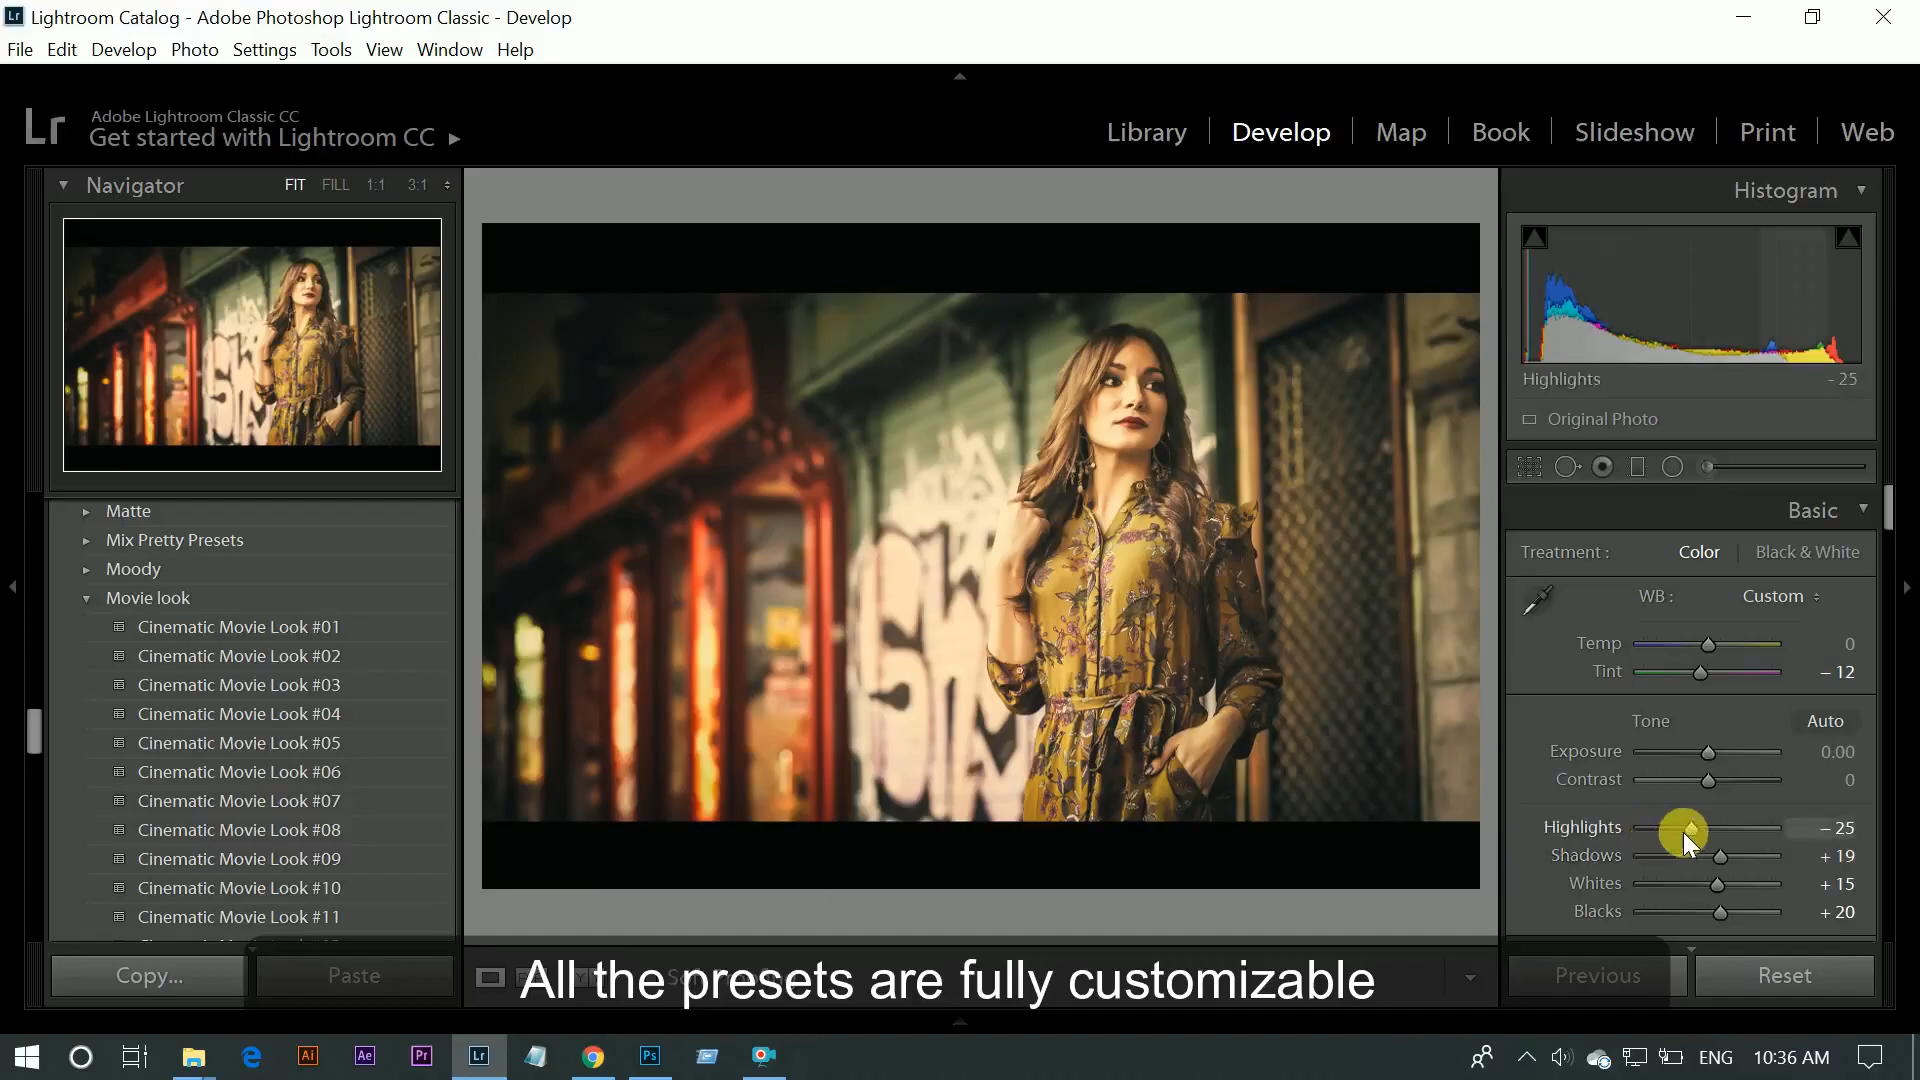 Lr Lightroom Catalog - Adobe Photoshop Lightroom Classic - Develop
File Edit Develop Photo Settings Tools View Window Help
Lr Adobe Lightroom Classic CC
Get started with Lightroom CC
Library Develop Map Book Slideshow Print Web
Navigator FIT FILL 1:1 3:1
Histogram
Highlights - 25
Original Photo
Basic
Treatment : Color Black & White
WB : Custom
Temp 0
Tint - 12
Tone Auto
Exposure 0.00
Contrast 0
Highlights - 25
Shadows + 19
Whites + 15
Blacks + 20
Matte
Mix Pretty Presets
Moody
Movie look
Cinematic Movie Look #01
Cinematic Movie Look #02
Cinematic Movie Look #03
Cinematic Movie Look #04
Cinematic Movie Look #05
Cinematic Movie Look #06
Cinematic Movie Look #07
Cinematic Movie Look #08
Cinematic Movie Look #09
Cinematic Movie Look #10
Cinematic Movie Look #11
Copy... Paste
Previous Reset
All the presets are fully customizable
Ai Ae Pr Lr Ps ENG 10:36 AM